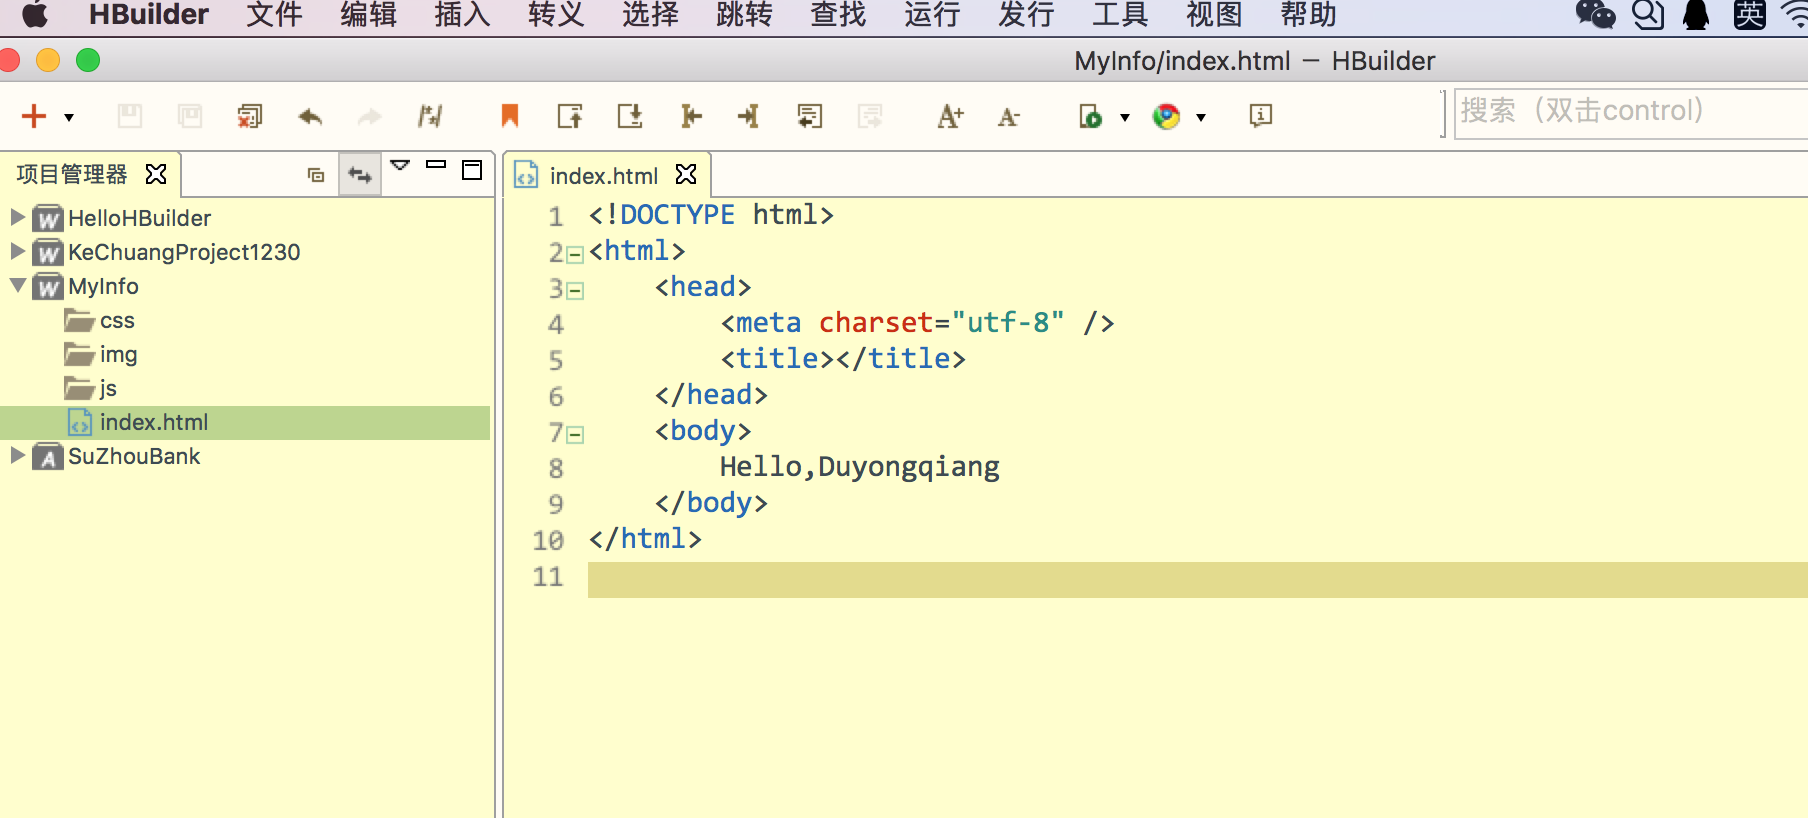 HBuilder 文件 编辑 插入 转义 选择 跳转 查找 运行 发行 工具 视图 帮助 英
MyInfo/index.html — HBuilder
搜索（双击control）
项目管理器
HelloHBuilder
KeChuangProject1230
MyInfo
css
img
js
index.html
SuZhouBank
index.html
1 <!DOCTYPE html>
2 <html>
3 <head>
4 <meta charset="utf-8" />
5 <title></title>
6 </head>
7 <body>
8 Hello,Duyongqiang
9 </body>
10 </html>
11